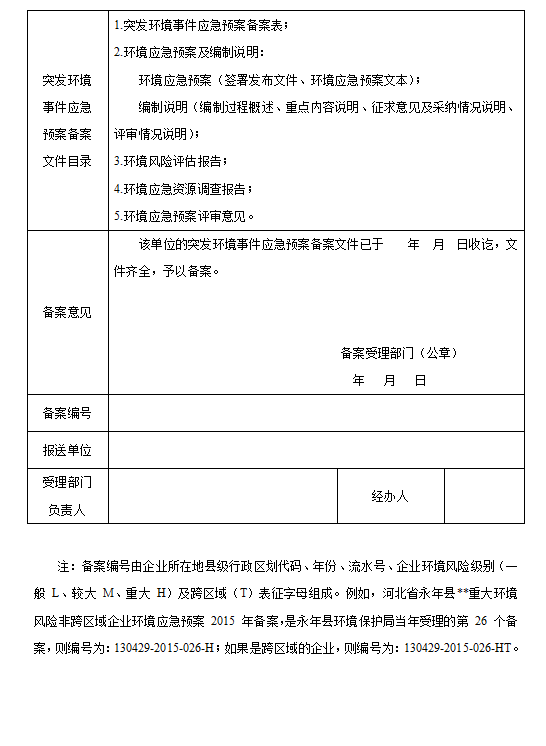 突发环境
事件应急
预案备案
文件目录
1.突发环境事件应急预案备案表；
2.环境应急预案及编制说明：
环境应急预案（签署发布文件、环境应急预案文本）；
编制说明（编制过程概述、重点内容说明、征求意见及采纳情况说明、
评审情况说明）；
3.环境风险评估报告；
4.环境应急资源调查报告；
5.环境应急预案评审意见。
备案意见
该单位的突发环境事件应急预案备案文件已于 年 月 日收讫，文
件齐全，予以备案。
备案受理部门（公章）
年 月 日
备案编号
报送单位
受理部门
负责人
经办人
注：备案编号由企业所在地县级行政区划代码、年份、流水号、企业环境风险级别（一
般 L、较大 M、重大 H）及跨区域（T）表征字母组成。例如，河北省永年县**重大环境
风险非跨区域企业环境应急预案 2015 年备案，是永年县环境保护局当年受理的第 26 个备
案，则编号为：130429-2015-026-H；如果是跨区域的企业，则编号为：130429-2015-026-HT。